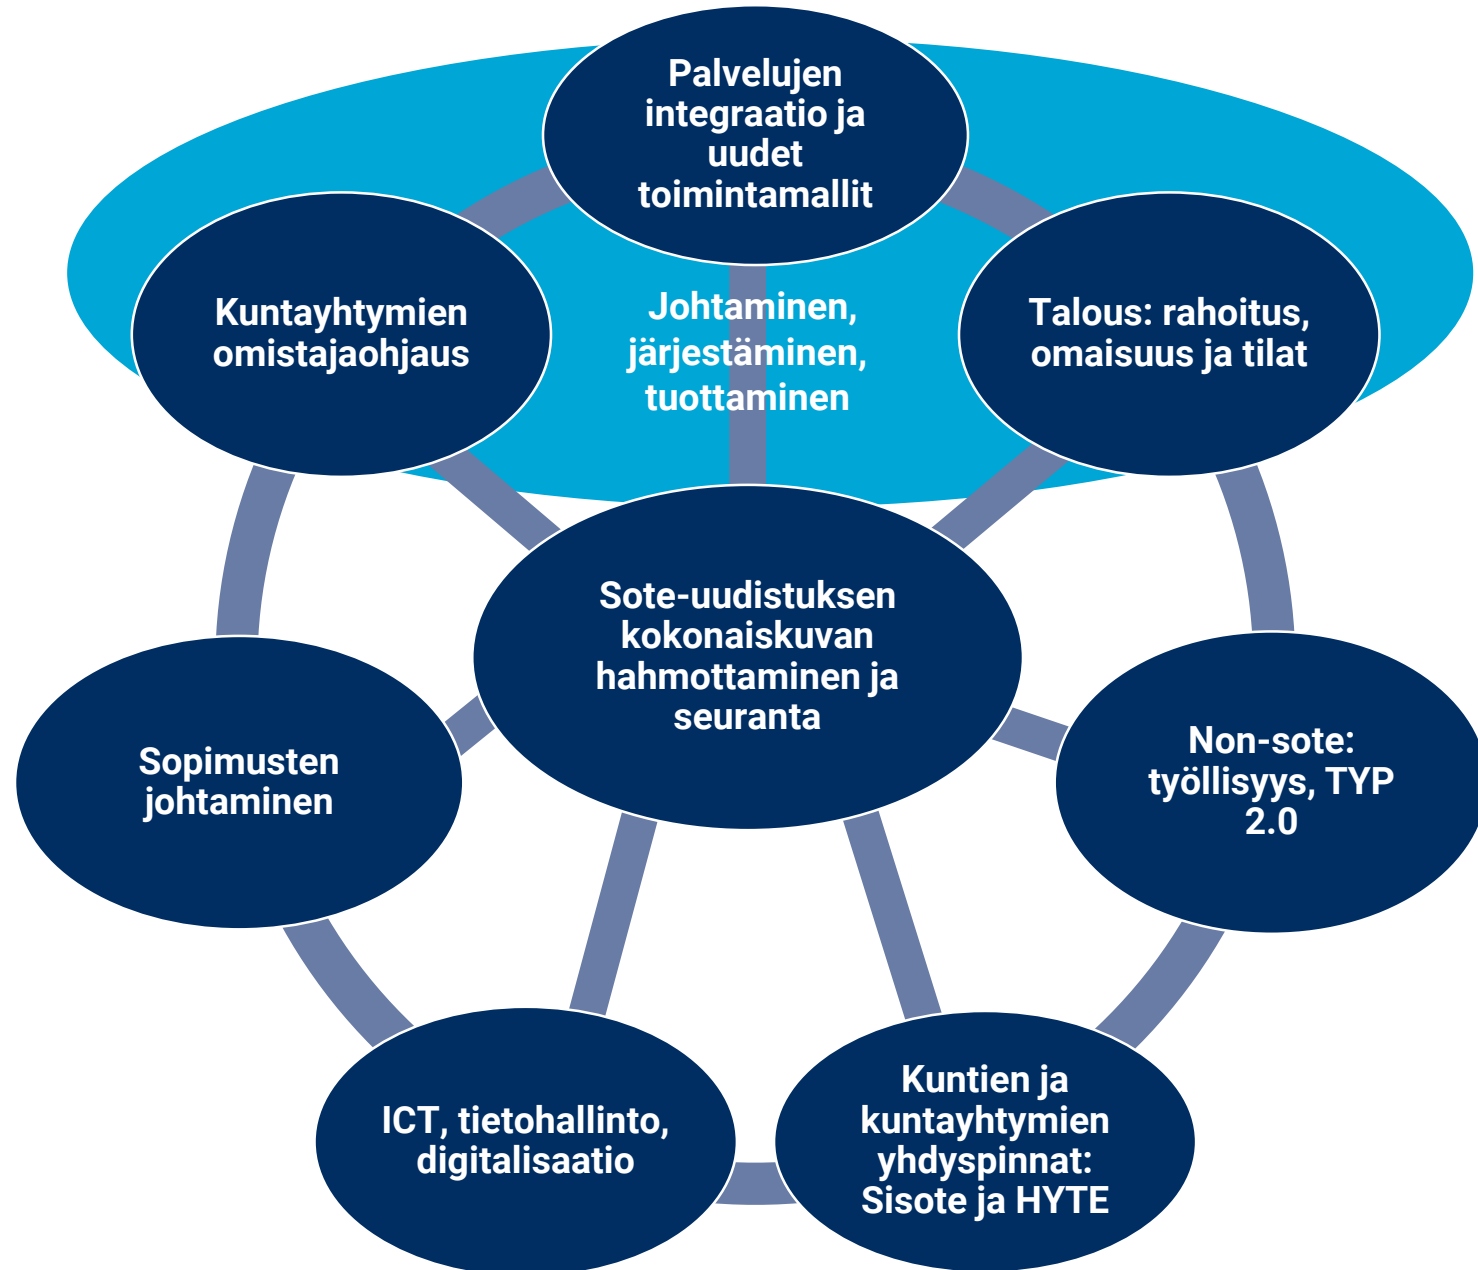 Palvelujen
integraatio ja
uudet
toimintamallit
Kuntayhtymien
omistajaohjaus
Johtaminen,
järjestäminen,
tuottaminen
Talous: rahoitus,
omaisuus ja tilat
Sote-uudistuksen
kokonaiskuvan
hahmottaminen ja
seuranta
Sopimusten
johtaminen
Non-sote:
työllisyys, TYP
2.0
ICT, tietohallinto,
digitalisaatio
Kuntien ja
kuntayhtymien
yhdyspinnat:
Sisote ja HYTE